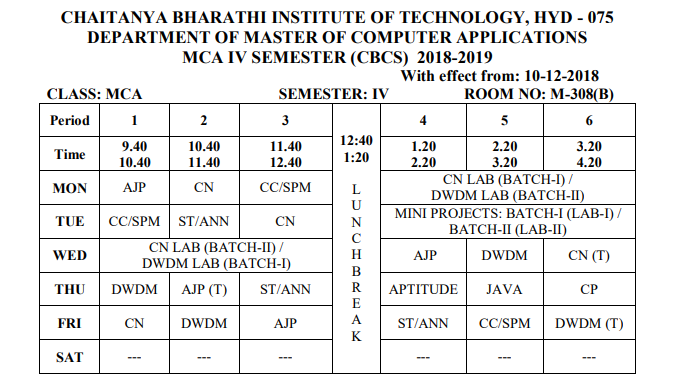 CHAITANYA BHARATHI INSTITUTE OF TECHNOLOGY, HYD - 075
DEPARTMENT OF MASTER OF COMPUTER APPLICATIONS
MCA IV SEMESTER (CBCS) 2018-2019
With effect from: 10-12-2018
CLASS: MCA SEMESTER: IV ROOM NO: M-308(B)
Period 1 2 3 4 5 6
Time 9.40 10.40 11.40 12:40 1.20 2.20 3.20
10.40 11.40 12.40 1:20 2.20 3.20 4.20
LUNCHBREAK
MON AJP CN CC/SPM CN LAB (BATCH-I) /
DWDM LAB (BATCH-II)
TUE CC/SPM ST/ANN CN MINI PROJECTS: BATCH-I (LAB-I) /
BATCH-II (LAB-II)
WED CN LAB (BATCH-II) /
DWDM LAB (BATCH-I) AJP DWDM CN (T)
THU DWDM AJP (T) ST/ANN APTITUDE JAVA CP
FRI CN DWDM AJP ST/ANN CC/SPM DWDM (T)
SAT --- --- --- --- --- ---